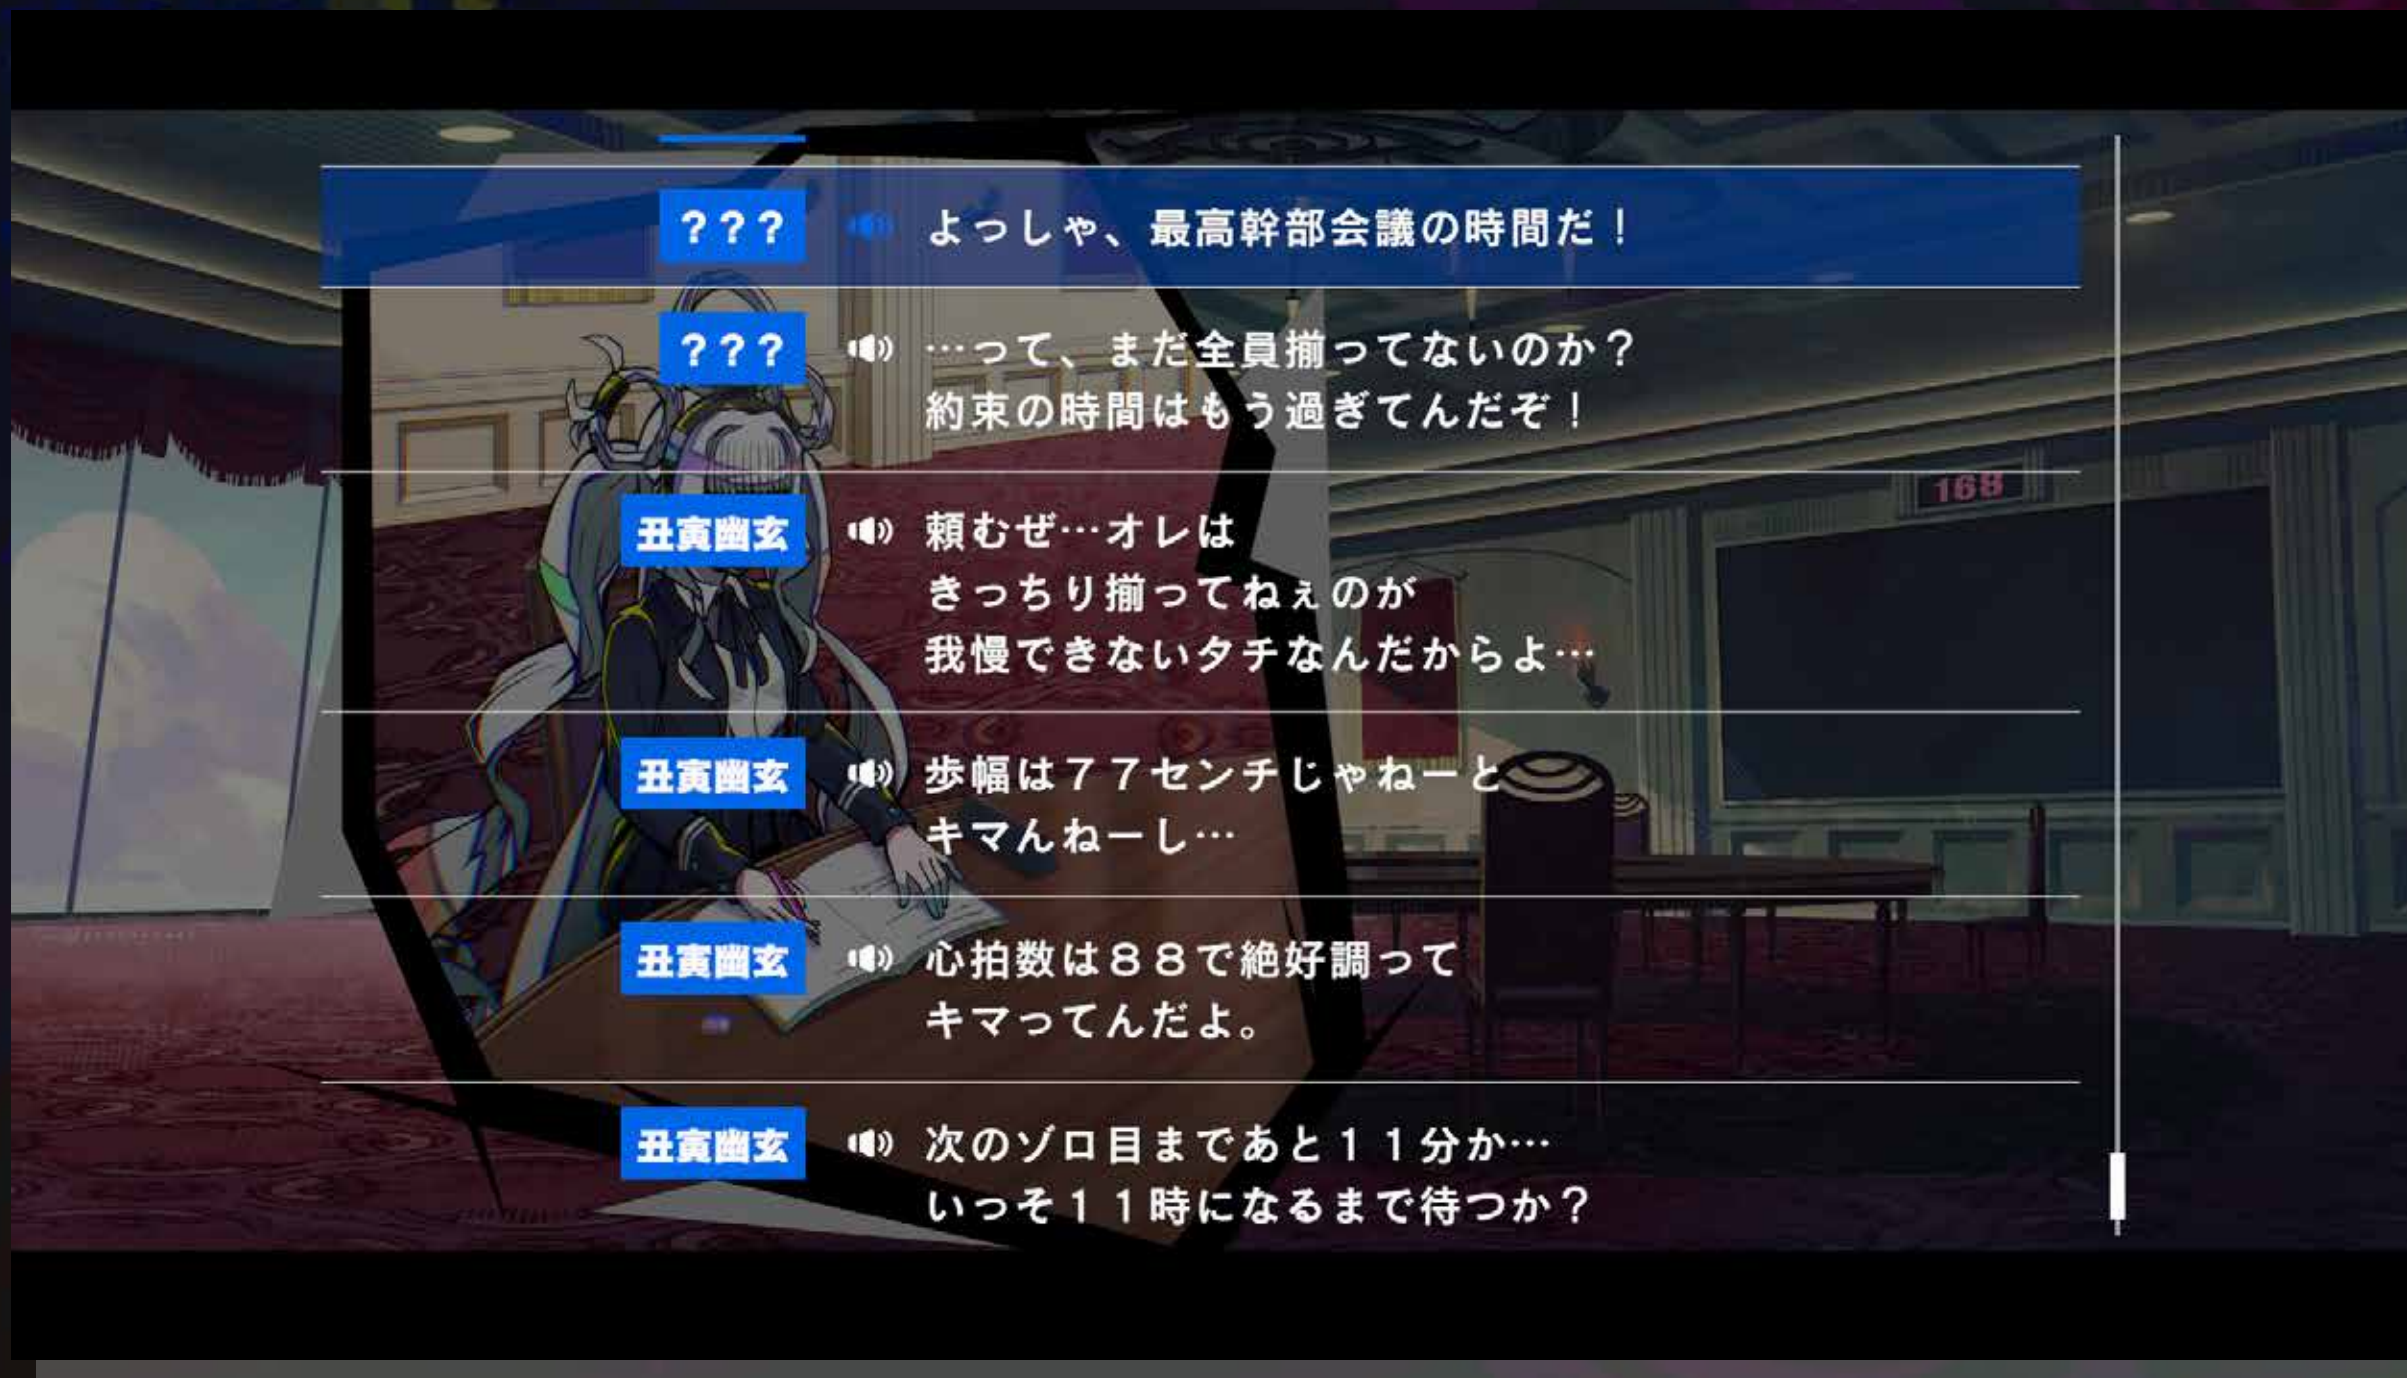 ???
よっしゃ、最高幹部会議の時間だ！
???
…って、まだ全員揃ってないのか？
約束の時間はもう過ぎてんだぞ！
丑寅幽玄
頼むぜ…オレは
きっちり揃ってねぇのが
我慢できないタチなんだからよ…
丑寅幽玄
歩幅は７７センチじゃねーと
キマんねーし…
丑寅幽玄
心拍数は８８で絶好調って
キマってんだよ。
丑寅幽玄
次のゾロ目まであと１１分か…
いっそ１１時になるまで待つか？
168